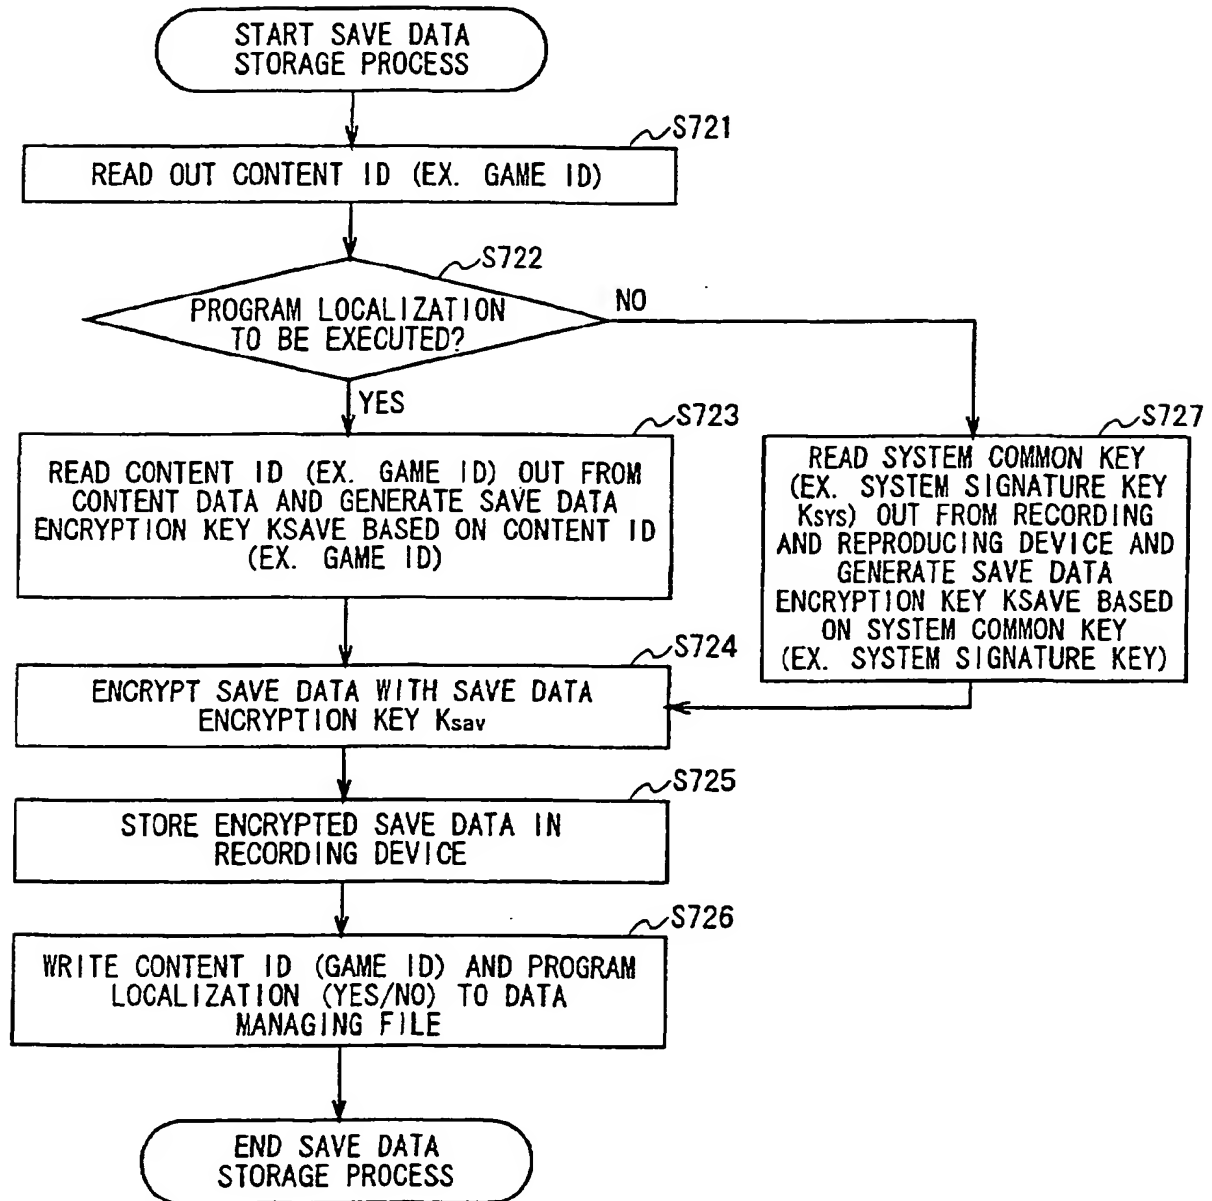 START SAVE DATA
STORAGE PROCESS
S721
READ OUT CONTENT ID (EX. GAME ID)
S722
PROGRAM LOCALIZATION
TO BE EXECUTED?
NO
YES
S723
READ CONTENT ID (EX. GAME ID) OUT FROM
CONTENT DATA AND GENERATE SAVE DATA
ENCRYPTION KEY KSAVE BASED ON CONTENT ID
(EX. GAME ID)
S727
READ SYSTEM COMMON KEY
(EX. SYSTEM SIGNATURE KEY
Ksys) OUT FROM RECORDING
AND REPRODUCING DEVICE AND
GENERATE SAVE DATA
ENCRYPTION KEY KSAVE BASED
ON SYSTEM COMMON KEY
(EX. SYSTEM SIGNATURE KEY)
S724
ENCRYPT SAVE DATA WITH SAVE DATA
ENCRYPTION KEY Ksav
S725
STORE ENCRYPTED SAVE DATA IN
RECORDING DEVICE
S726
WRITE CONTENT ID (GAME ID) AND PROGRAM
LOCALIZATION (YES/NO) TO DATA
MANAGING FILE
END SAVE DATA
STORAGE PROCESS